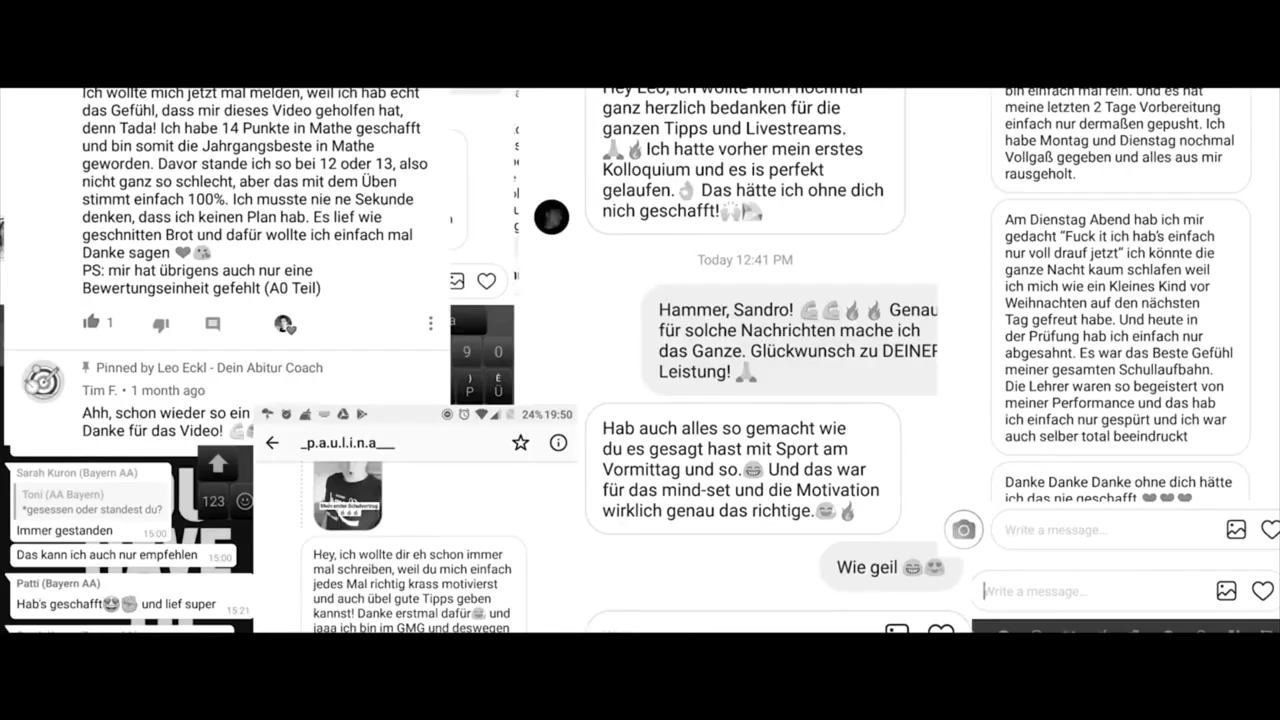 Ich wollte mich jetzt mal melden, weil ich hab echt
das Gefühl, dass mir dieses Video geholfen hat,
denn Tada! Ich habe 14 Punkte in Mathe geschafft
und bin somit die Jahrgangsbeste in Mathe
geworden. Davor stande ich so bei 12 oder 13, also
nicht ganz so schlecht, aber das mit dem Üben
stimmt einfach 100%. Ich musste nie ne Sekunde
denken, dass ich keinen Plan hab. Es lief wie
geschnitten Brot und dafür wollte ich einfach mal
Danke sagen ❤😘
PS: mir hat übrigens auch nur eine
Bewertungseinheit gefehlt (A0 Teil)
1
Pinned by Leo Eckl - Dein Abitur Coach
Tim F. • 1 month ago
Ahh, schon wieder so ein
Danke für das Video! 💪
Sarah Kuron (Bayern AA)
Toni (AA Bayern)
*gesessen oder standest du?
Immer gestanden
15:00
Das kann ich auch nur empfehlen
15:00
Patti (Bayern AA)
Hab's geschafft😍✊ und lief super
15:21
123
9 0
) È
P Ü
24% 19:50
_p.a.u.l.i.n.a___
Mein erster Schulvertrag
Hey, ich wollte dir eh schon immer
mal schreiben, weil du mich einfach
jedes Mal richtig krass motivierst
und auch übel gute Tipps geben
kannst! Danke erstmal dafür😁 und
jaaa ich bin im GMG und deswegen
Hey Leo, ich wollte mich nochmal
ganz herzlich bedanken für die
ganzen Tipps und Livestreams.
🙏🔥Ich hatte vorher mein erstes
Kolloquium und es is perfekt
gelaufen.👌 Das hätte ich ohne dich
nich geschafft!🙌
Today 12:41 PM
Hammer, Sandro! 💪💪🔥🔥 Genau
für solche Nachrichten mache ich
das Ganze. Glückwunsch zu DEINER
Leistung! 🙏
Hab auch alles so gemacht wie
du es gesagt hast mit Sport am
Vormittag und so.😂 Und das war
für das mind-set und die Motivation
wirklich genau das richtige.😄🔥
Wie geil 😂😍
bin einfach mal rein. Und es hat
meine letzten 2 Tage Vorbereitung
einfach nur dermaßen gepusht. Ich
habe Montag und Dienstag nochmal
Vollgaß gegeben und alles aus mir
rausgeholt.
Am Dienstag Abend hab ich mir
gedacht “Fuck it ich hab’s einfach
nur voll drauf jetzt” ich könnte die
ganze Nacht kaum schlafen weil
ich mich wie ein Kleines Kind vor
Weihnachten auf den nächsten
Tag gefreut habe. Und heute in
der Prüfung hab ich einfach nur
abgesahnt. Es war das Beste Gefühl
meiner gesamten Schullaufbahn.
Die Lehrer waren so begeistert von
meiner Performance und das hab
ich einfach nur gespürt und ich war
auch selber total beeindruckt
Danke Danke Danke ohne dich hätte
ich das nie geschafft ❤❤❤
Write a message...
Write a message...